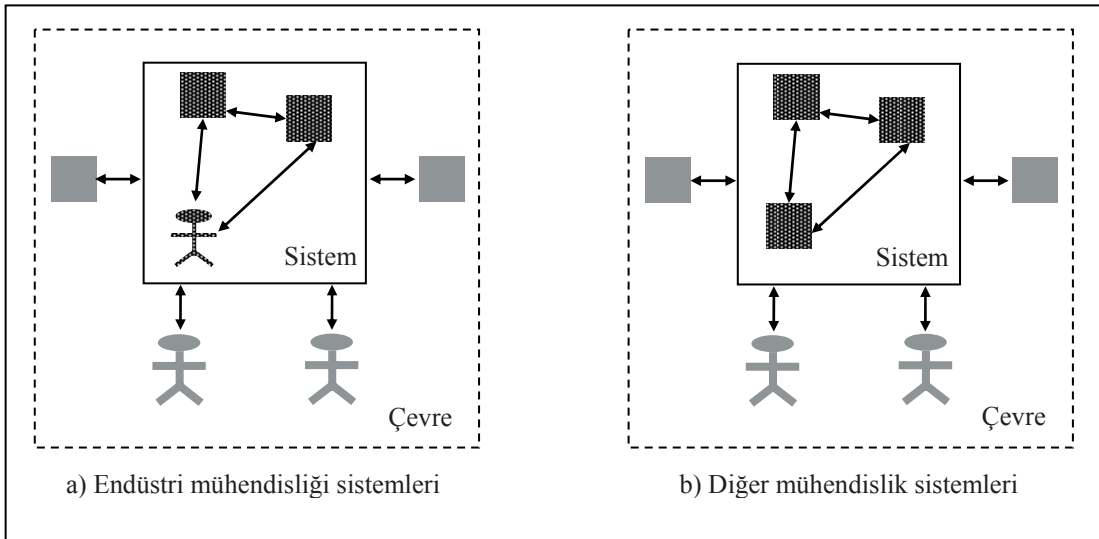 Sistem
Çevre
a) Endüstri mühendisliği sistemleri
Sistem
Çevre
b) Diğer mühendislik sistemleri